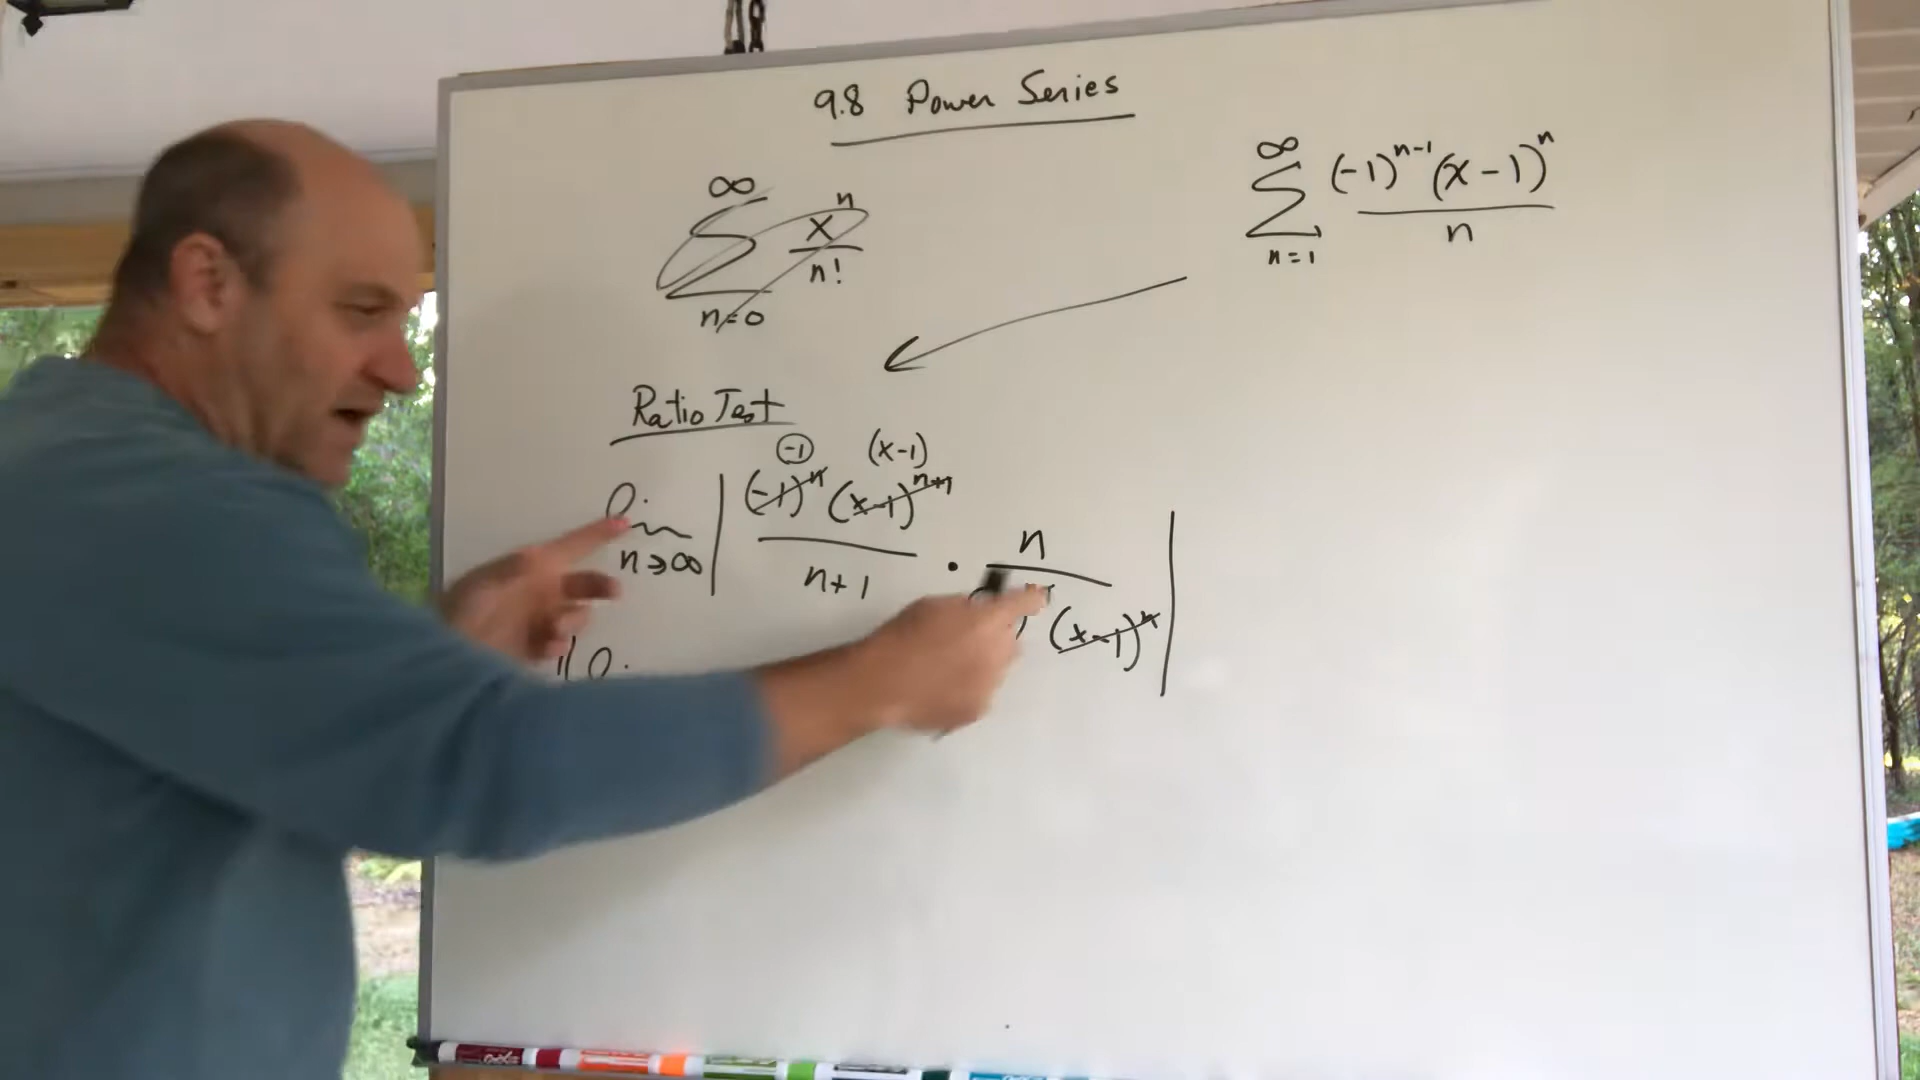 9.8 Power Series
∞ Σ n=0 x^n / n!
∞ Σ n=1 (-1)^{n-1} (x-1)^n / n
Ratio Test
-1 (x-1)
lim n→∞ | (-1)^n (x-1)^{n+1} / n+1 · n / (x-1)^n |